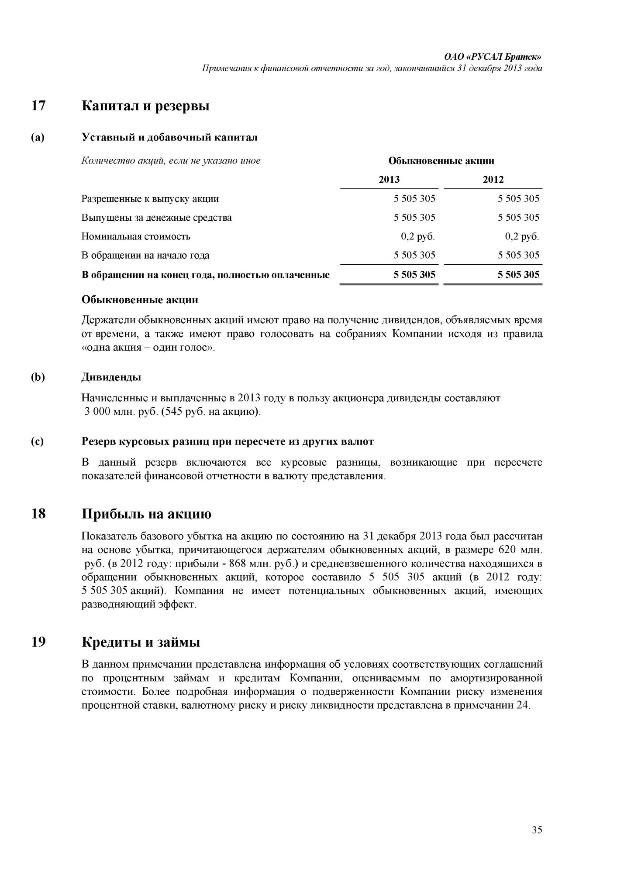 ОАО «РУСАЛ Братск»
Примечания к финансовой отчетности за год, закончившийся 31 декабря 2013 года
17 Капитал и резервы
(a) Уставный и добавочный капитал
Количество акций, если не указано иное Обыкновенные акции
2013 2012
Разрешенные к выпуску акции 5 505 305 5 505 305
Выпущены за денежные средства 5 505 305 5 505 305
Номинальная стоимость 0,2 руб. 0,2 руб.
В обращении на начало года 5 505 305 5 505 305
В обращении на конец года, полностью оплаченные 5 505 305 5 505 305
Обыкновенные акции
Держатели обыкновенных акций имеют право на получение дивидендов, объявляемых время
от времени, а также имеют право голосовать на собраниях Компании исходя из правила
«одна акция – один голос».
(b) Дивиденды
Начисленные и выплаченные в 2013 году в пользу акционера дивиденды составляют
3 000 млн. руб. (545 руб. на акцию).
(c) Резерв курсовых разниц при пересчете из других валют
В данный резерв включаются все курсовые разницы, возникающие при пересчете
показателей финансовой отчетности в валюту представления.
18 Прибыль на акцию
Показатель базового убытка на акцию по состоянию на 31 декабря 2013 года был рассчитан
на основе убытка, причитающегося держателям обыкновенных акций, в размере 620 млн.
руб. (в 2012 году: прибыли - 868 млн. руб.) и средневзвешенного количества находящихся в
обращении обыкновенных акций, которое составило 5 505 305 акций (в 2012 году:
5 505 305 акций). Компания не имеет потенциальных обыкновенных акций, имеющих
разводняющий эффект.
19 Кредиты и займы
В данном примечании представлена информация об условиях соответствующих соглашений
по процентным займам и кредитам Компании, оцениваемым по амортизированной
стоимости. Более подробная информация о подверженности Компании риску изменения
процентной ставки, валютному риску и риску ликвидности представлена в примечании 24.
35